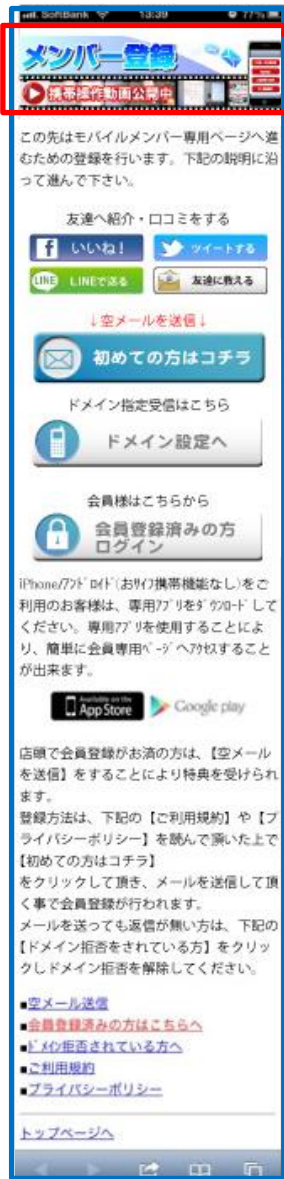 SoftBank 13:39 77%
メンバー登録
携帯操作動画公開中
この先はモバイルメンバー専用ページへ進
むための登録を行います。下記の説明に沿
って進んで下さい。
友達へ紹介・口コミをする
いいね! ツイートする
LINE LINEで送る 友達に教える
↓空メールを送信↓
初めての方はコチラ
ドメイン指定受信はこちら
ドメイン設定へ
会員様はこちらから
会員登録済みの方
ログイン
iPhone/アンドロイド(おサイフ携帯機能なし)をご
利用のお客様は、専用アプリをダウンロードして
ください。専用アプリを使用することによ
り、簡単に会員専用ページへアクセスすること
が出来ます。
Available on the App Store Google play
店頭で会員登録がお済の方は、【空メール
を送信】をすることにより特典を受けられ
ます。
登録方法は、下記の【ご利用規約】や【プ
ライバシーポリシー】を読んで頂いた上で
【初めての方はコチラ】
をクリックして頂き、メールを送信して頂
く事で会員登録が行われます。
メールを送っても返信が無い方は、下記の
【ドメイン拒否をされている方】をクリッ
クしドメイン拒否を解除してください。
■空メール送信
■会員登録済みの方はこちらへ
■ドメイン拒否されている方へ
■ご利用規約
■プライバシーポリシー
トップページへ